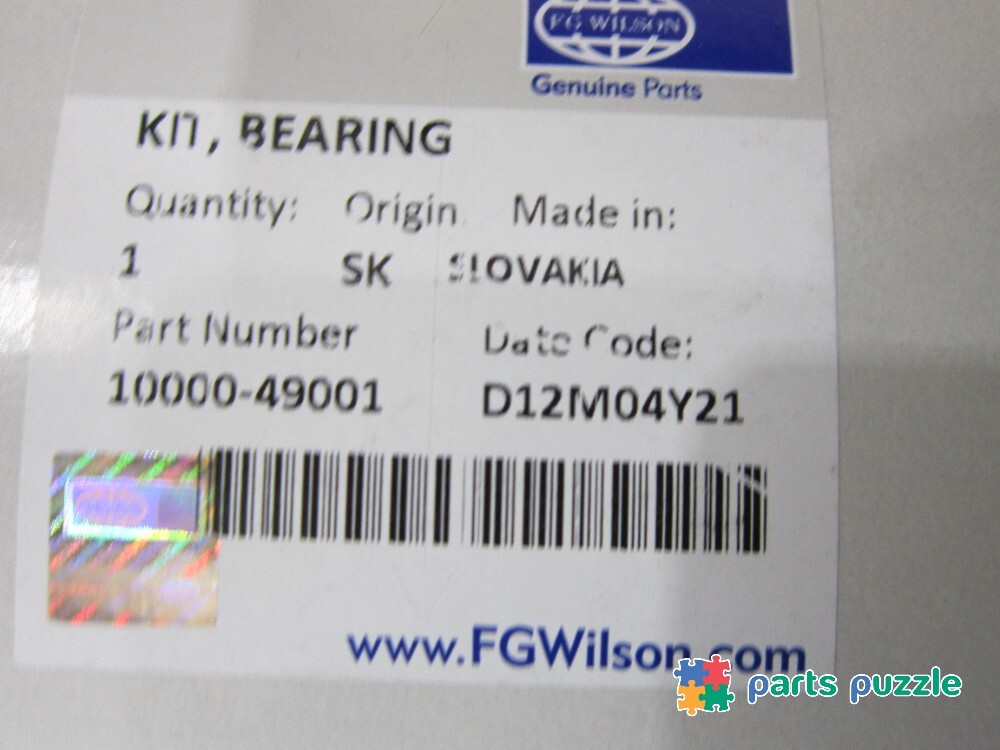 FG WILSON
Genuine Parts
KIT, BEARING
Quantity: Origin Made in:
1 SK SLOVAKIA
Part Number Date Code:
10000-49001 D12M04Y21
www.FGWilson.com
parts puzzle